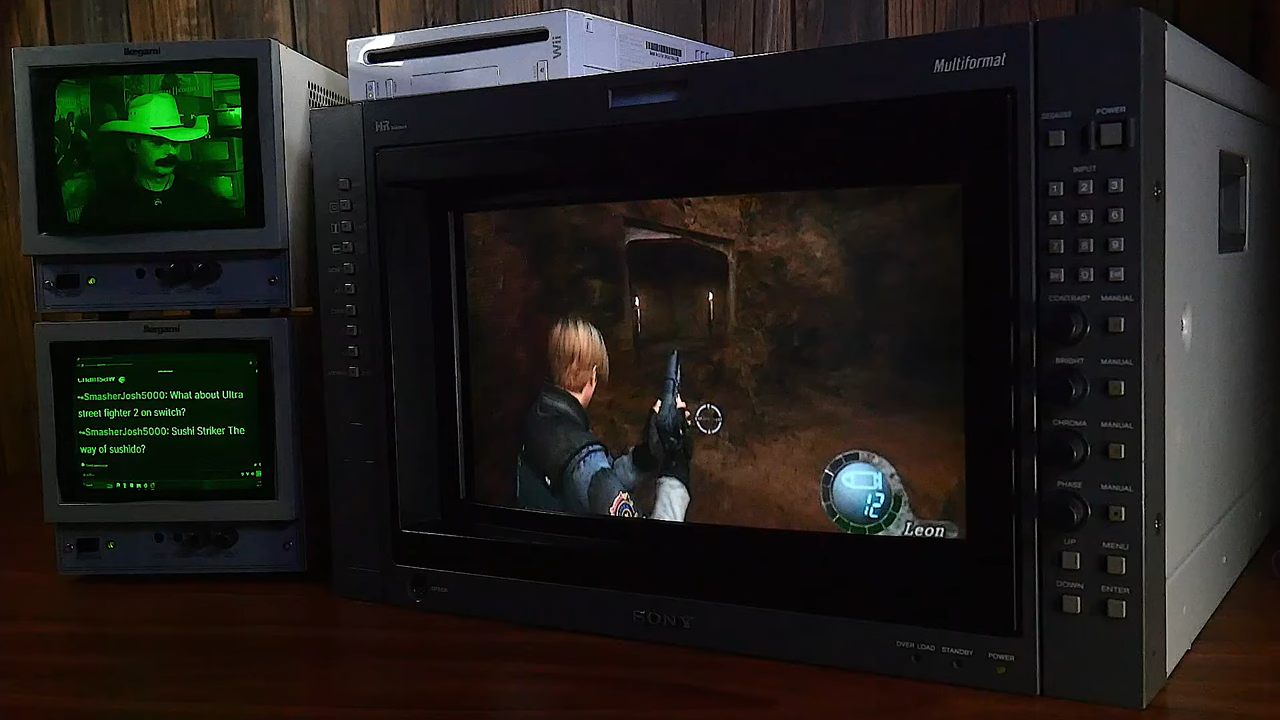 Ikegami
Wii
Multiformat
HR
DEGAUSS
POWER
INPUT
1 2 3
4 5 6
7 8 9
0
CONTRAST
MANUAL
BRIGHT
MANUAL
CHROMA
MANUAL
PHASE
MANUAL
UP
MENU
DOWN
ENTER
Ikegami
SmasherJosh5000: What about Ultra
street fighter 2 on switch?
SmasherJosh5000: Sushi Striker The
way of sushido?
12
Leon
SONY
OVER LOAD
STANDBY
POWER